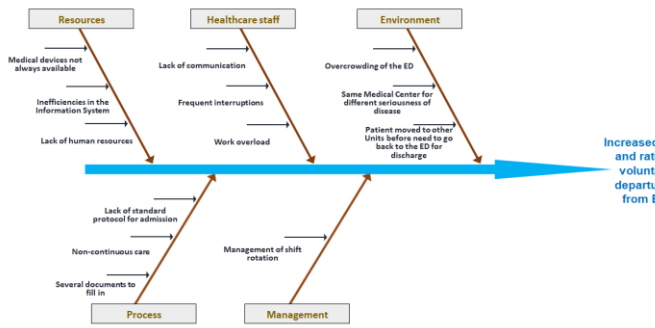 Resources
Healthcare staff
Environment
Medical devices not
always available
Inefficiencies in the
Information System
Lack of human resources
Lack of communication
Frequent interruptions
Work overload
Overcrowding of the ED
Same Medical Center for
different seriousness of
disease
Patient moved to other
Units before need to go
back to the ED for
discharge
Increased
and rat
volunt
departu
from E
Lack of standard
protocol for admission
Non-continuous care
Several documents to
fill in
Management of shift
rotation
Process
Management